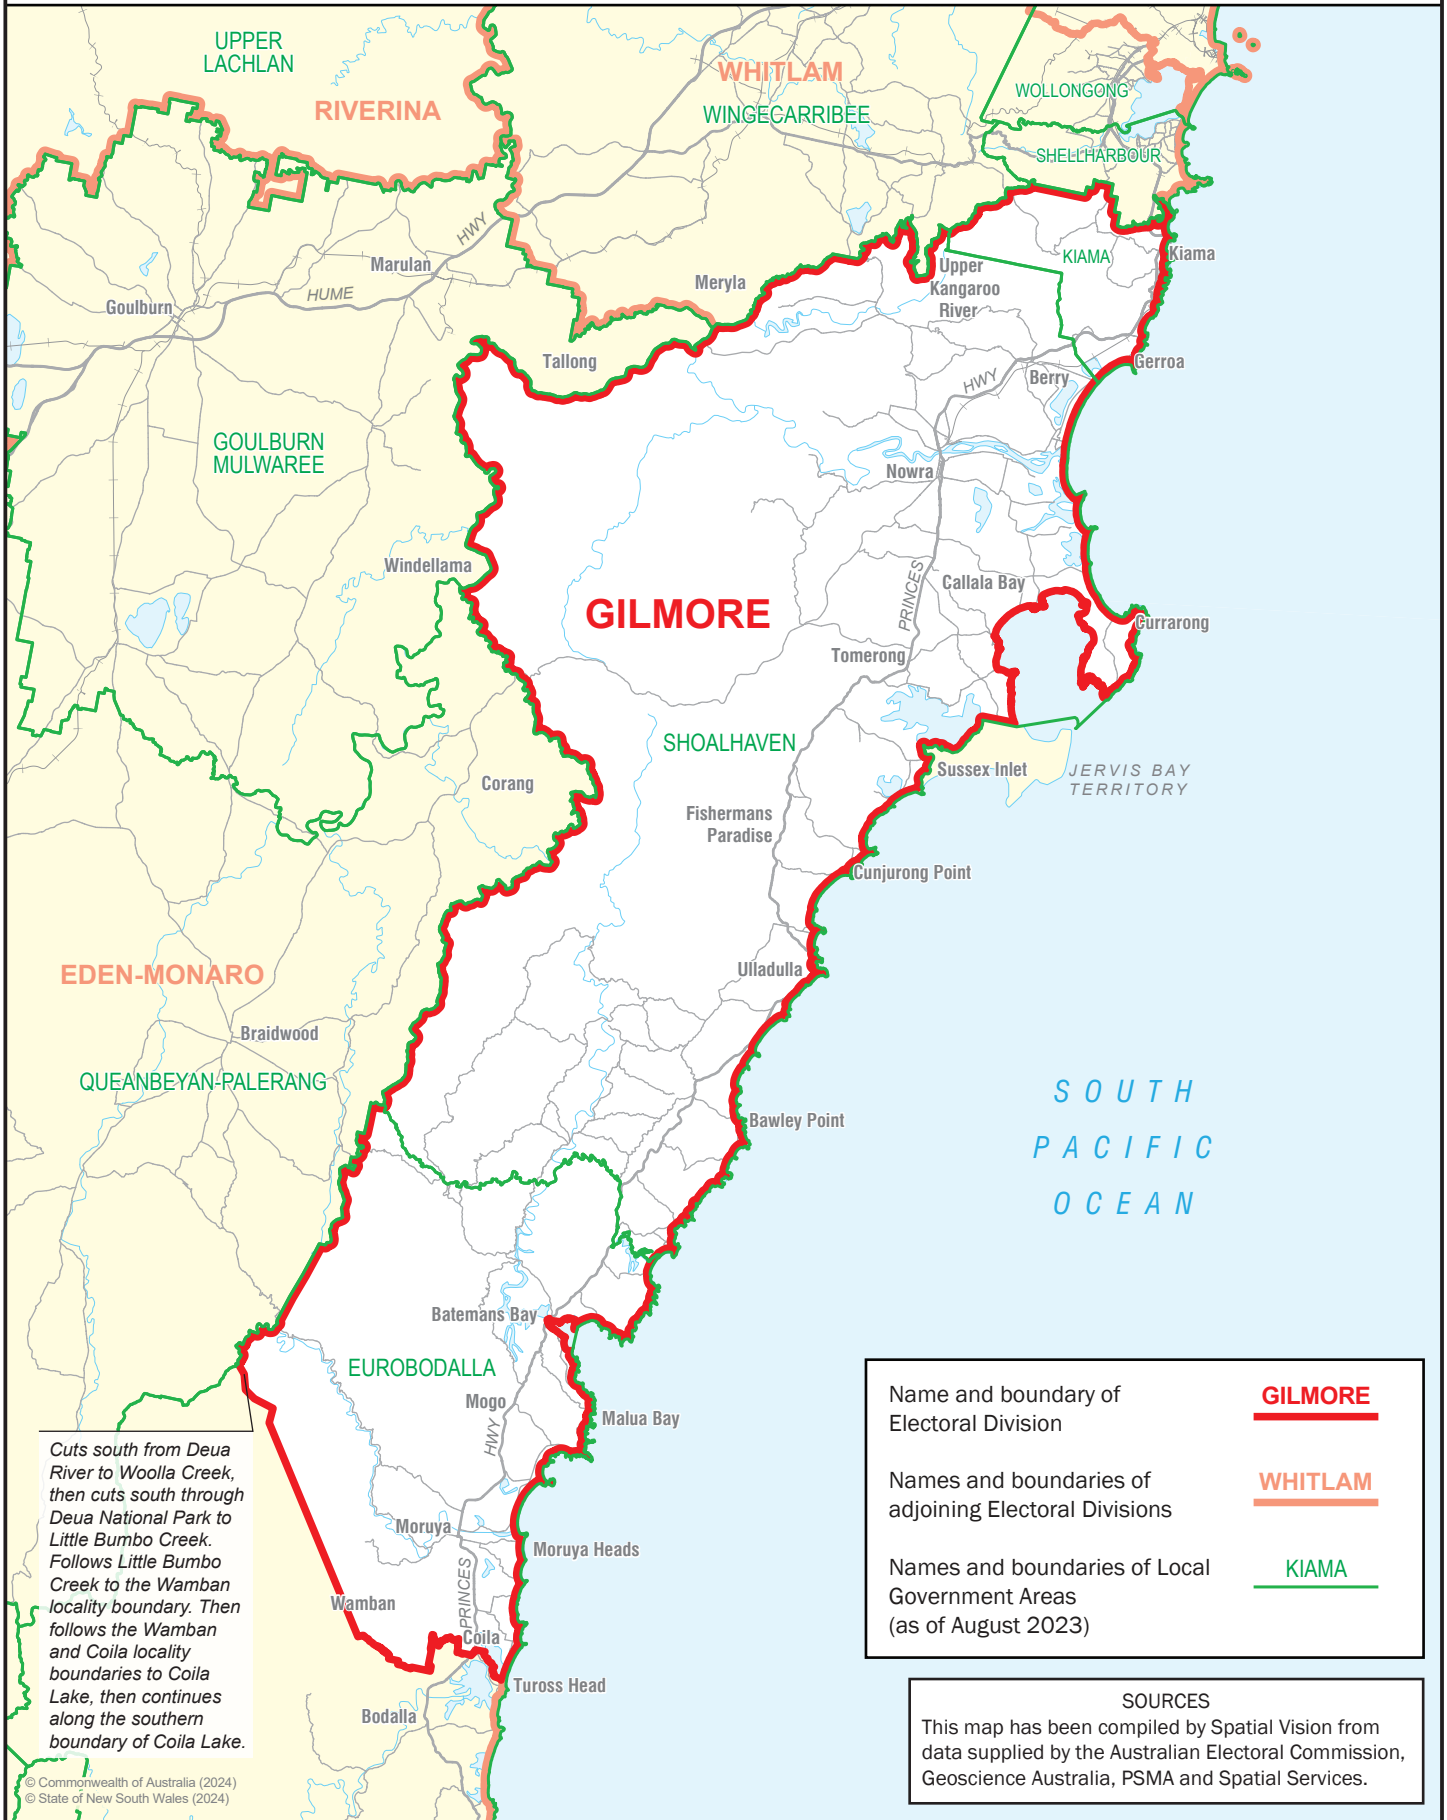 UPPER
LACHLAN
RIVERINA
WHITLAM
WINGECARRIBEE
WOLLONGONG
SHELLHARBOUR
HWY
Marulan
HUME
Goulburn
Meryla
Upper
Kangaroo
River
KIAMA
Kiama
Tallong
Gerroa
HWY
Berry
GOULBURN
MULWAREE
Nowra
Windellama
PRINCES
Callala Bay
GILMORE
Currarong
Tomerong
SHOALHAVEN
Sussex Inlet
JERVIS BAY
TERRITORY
Corang
Fishermans
Paradise
Cunjurong Point
EDEN-MONARO
Ulladulla
Braidwood
QUEANBEYAN-PALERANG
Bawley Point
SOUTH
PACIFIC
OCEAN
Batemans Bay
EUROBODALLA
Mogo
HWY
Malua Bay
Moruya
Moruya Heads
PRINCES
Wamban
Coila
Tuross Head
Bodalla
Cuts south from Deua
River to Woolla Creek,
then cuts south through
Deua National Park to
Little Bumbo Creek.
Follows Little Bumbo
Creek to the Wamban
locality boundary. Then
follows the Wamban
and Coila locality
boundaries to Coila
Lake, then continues
along the southern
boundary of Coila Lake.
© Commonwealth of Australia (2024)
© State of New South Wales (2024)
Name and boundary of
Electoral Division
GILMORE
Names and boundaries of
adjoining Electoral Divisions
WHITLAM
Names and boundaries of Local
Government Areas
(as of August 2023)
KIAMA
SOURCES
This map has been compiled by Spatial Vision from
data supplied by the Australian Electoral Commission,
Geoscience Australia, PSMA and Spatial Services.